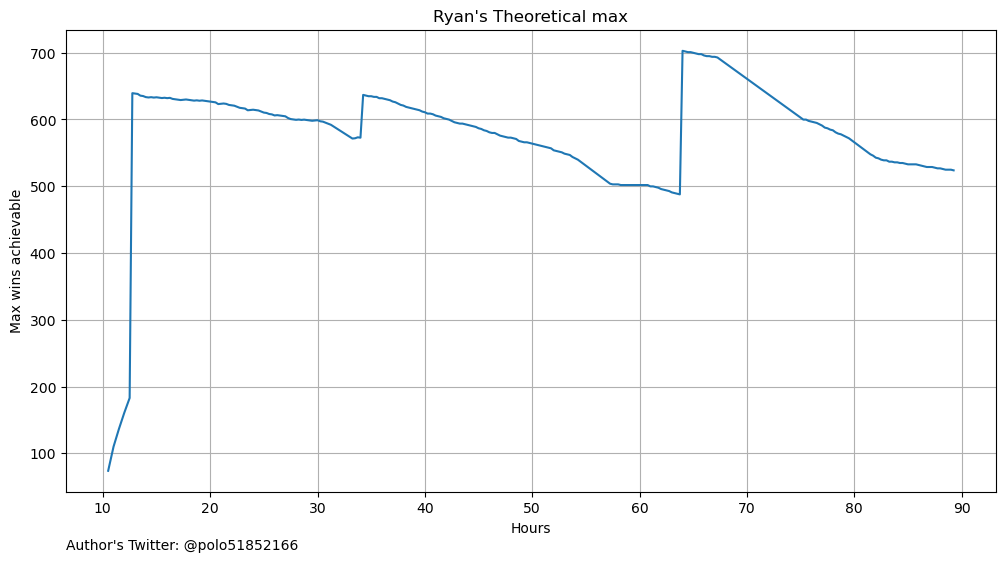 Ryan's Theoretical max
Max wins achievable
700
600
500
400
300
200
100
10 20 30 40 50 60 70 80 90
Hours
Author's Twitter: @polo51852166